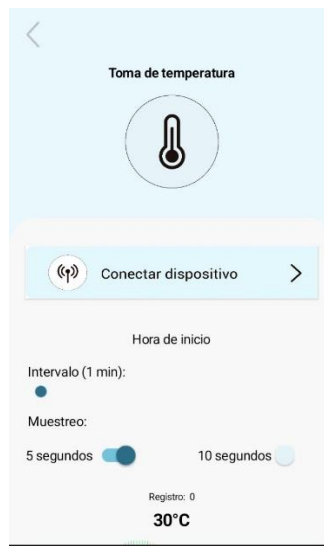 Toma de temperatura
Conectar dispositivo
Hora de inicio
Intervalo (1 min):
Muestreo:
5 segundos 10 segundos
Registro: 0
30°C